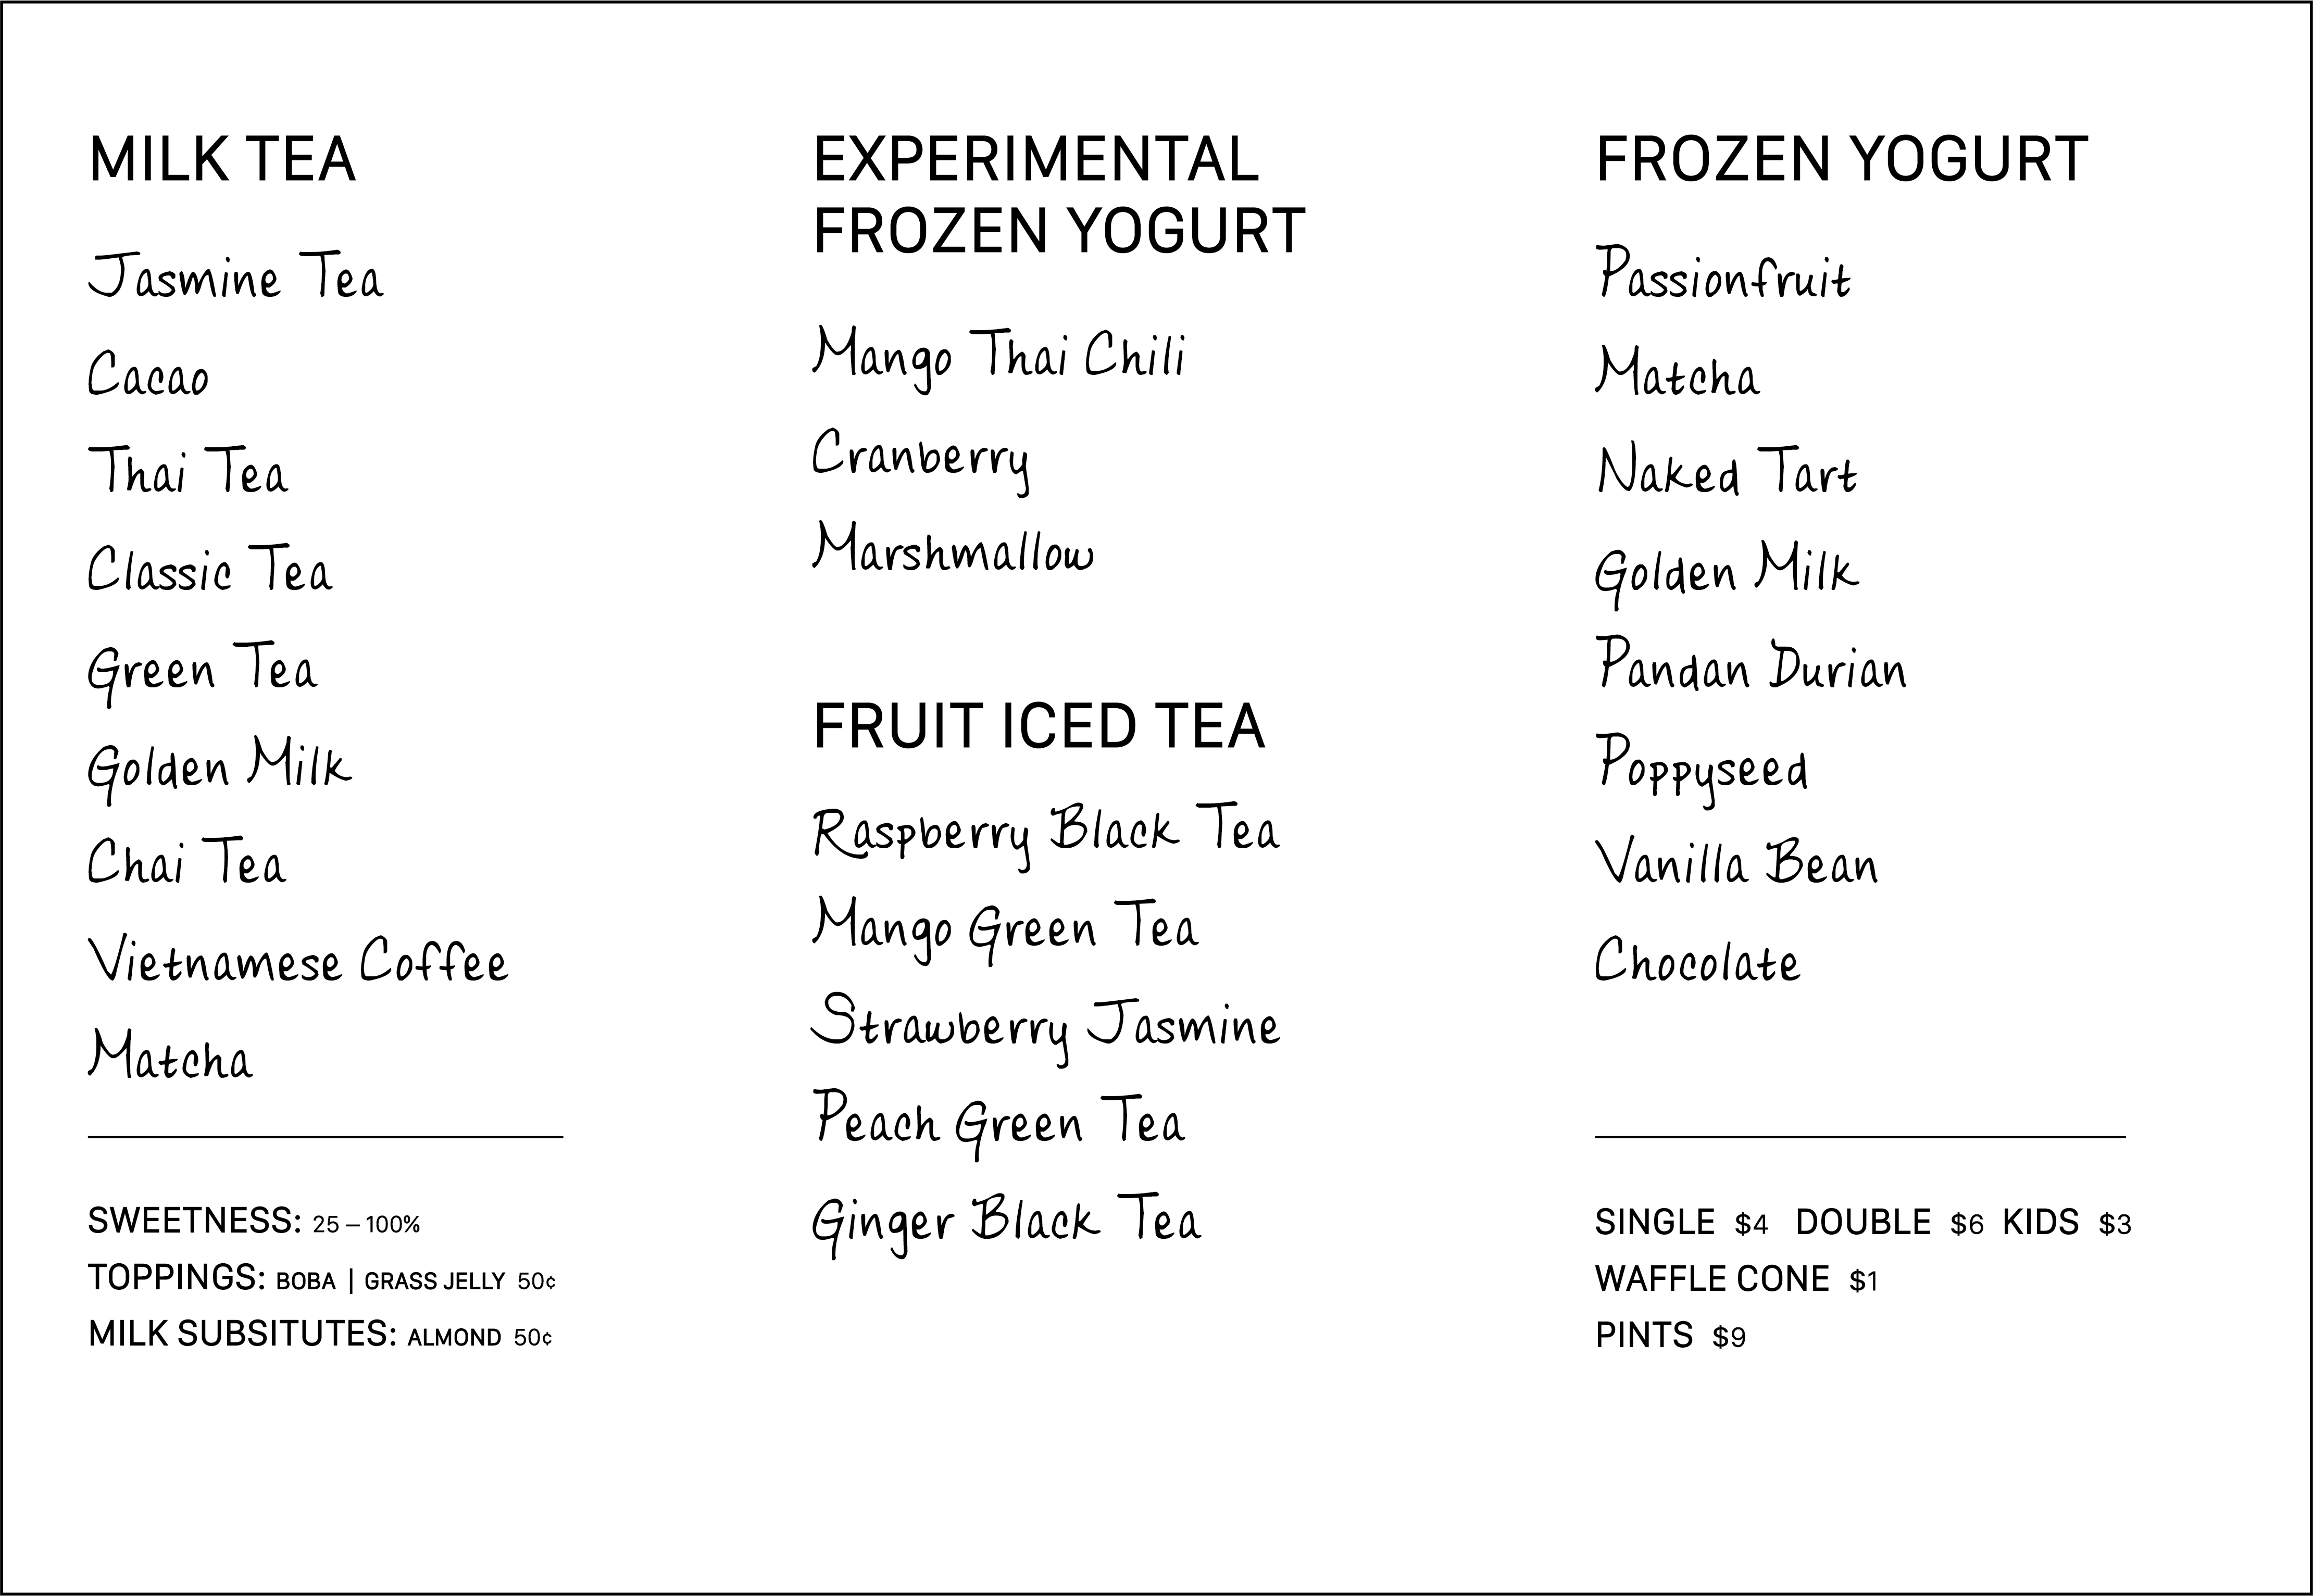 MILK TEA
Jasmine Tea
Cacao
Thai Tea
Classic Tea
Green Tea
Golden Milk
Chai Tea
Vietnamese Coffee
Matcha
SWEETNESS: 25 – 100%
TOPPINGS: BOBA | GRASS JELLY 50¢
MILK SUBSITUTES: ALMOND 50¢
EXPERIMENTAL
FROZEN YOGURT
Mango Thai Chili
Cranberry
Marshmallow
FRUIT ICED TEA
Raspberry Black Tea
Mango Green Tea
Strawberry Jasmine
Peach Green Tea
Ginger Black Tea
FROZEN YOGURT
Passionfruit
Matcha
Naked Tart
Golden Milk
Pandan Durian
Poppyseed
Vanilla Bean
Chocolate
SINGLE $4 DOUBLE $6 KIDS $3
WAFFLE CONE $1
PINTS $9